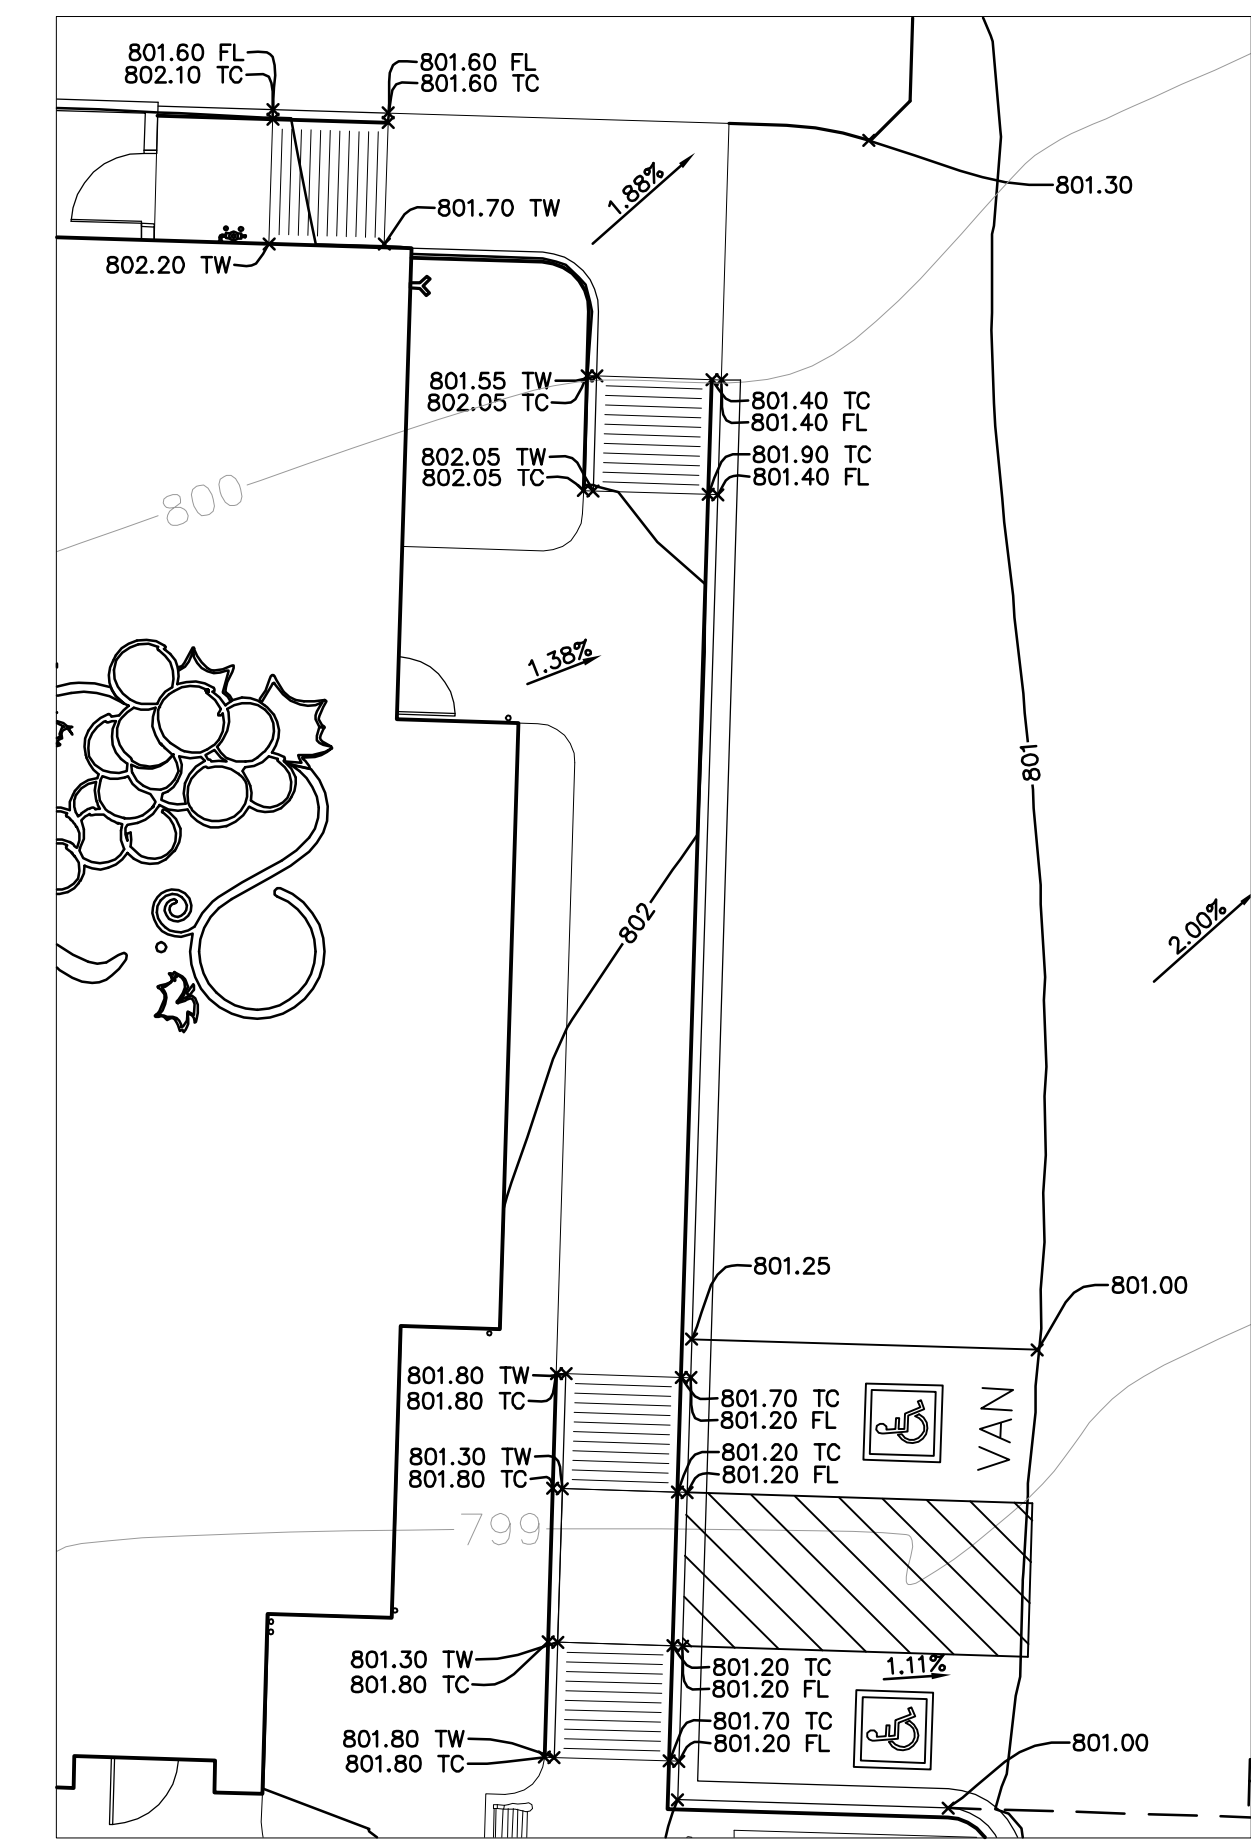 801.60 FL
802.10 TC
801.60 FL
801.60 TC
1.88%
801.30
801.70 TW
802.20 TW
801.55 TW
802.05 TC
801.40 TC
801.40 FL
802.05 TW
802.05 TC
801.90 TC
801.40 FL
800
1.38%
801
802
2.00%
801.25
801.00
801.80 TW
801.80 TC
801.70 TC
801.20 FL
VAN
801.30 TW
801.80 TC
801.20 TC
801.20 FL
799
801.30 TW
801.80 TC
801.20 TC
801.20 FL
1.11%
801.70 TC
801.20 FL
801.80 TW
801.80 TC
801.00